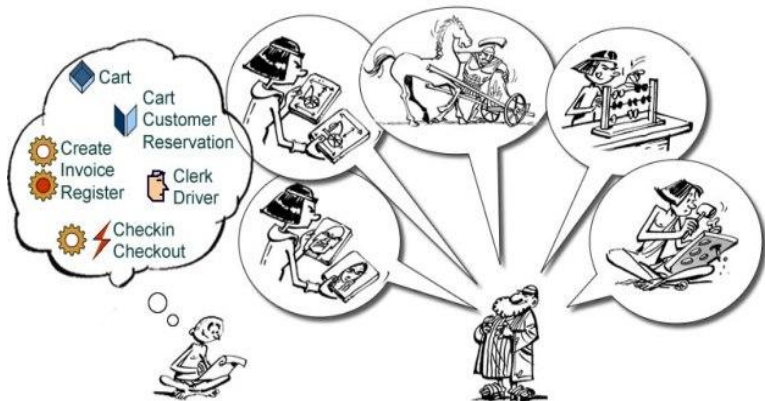 Cart
Cart
Customer
Reservation
Create
Invoice
Register
Clerk
Driver
Checkin
Checkout